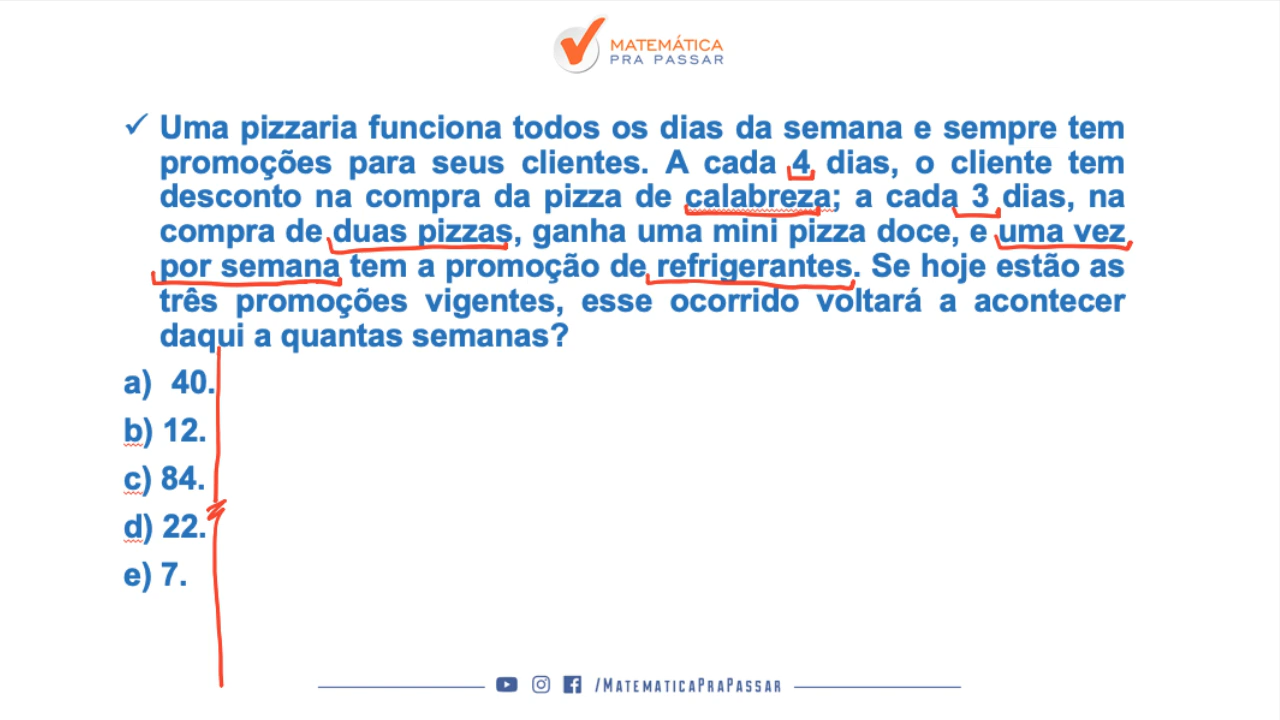 MATEMÁTICA
PRA PASSAR
✓ Uma pizzaria funciona todos os dias da semana e sempre tem
promoções para seus clientes. A cada 4 dias, o cliente tem
desconto na compra da pizza de calabreza; a cada 3 dias, na
compra de duas pizzas, ganha uma mini pizza doce, e uma vez
por semana tem a promoção de refrigerantes. Se hoje estão as
três promoções vigentes, esse ocorrido voltará a acontecer
daqui a quantas semanas?
a) 40.
b) 12.
c) 84.
d) 22.
e) 7.
/MATEMATICAPRAPASSAR